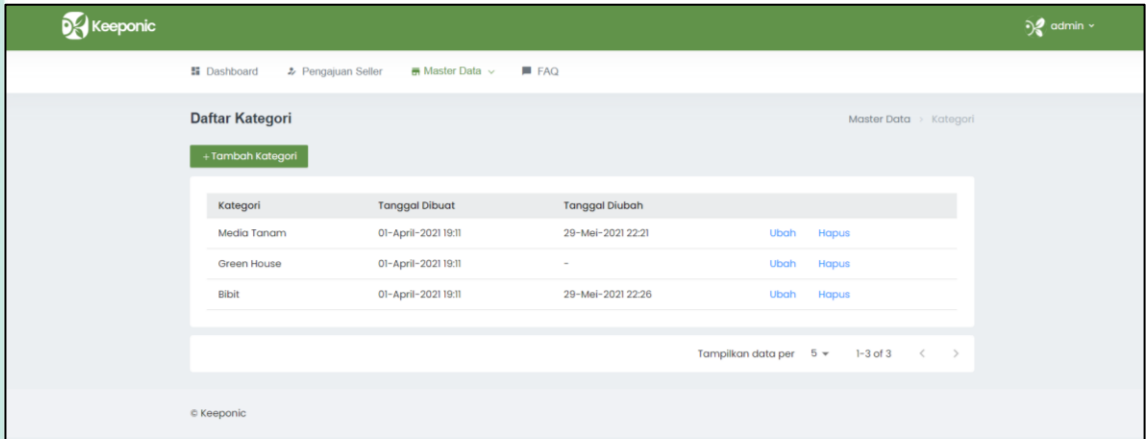 Keeponic admin
Dashboard Pengajuan Seller Master Data FAQ
Daftar Kategori Master Data > Kategori
+Tambah Kategori
Kategori Tanggal Dibuat Tanggal Diubah
Media Tanam 01-April-2021 19:11 29-Mei-2021 22:21 Ubah Hapus
Green House 01-April-2021 19:11 - Ubah Hapus
Bibit 01-April-2021 19:11 29-Mei-2021 22:26 Ubah Hapus
Tampilkan data per 5 1-3 of 3 < >
© Keeponic